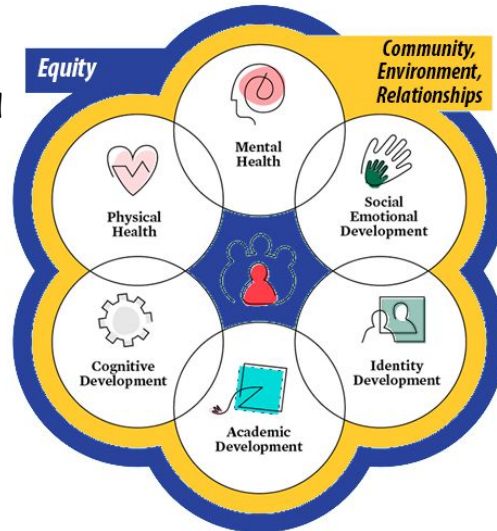 Equity
Community,
Environment,
Relationships
Mental
Health
Physical
Health
Social
Emotional
Development
Cognitive
Development
Identity
Development
Academic
Development